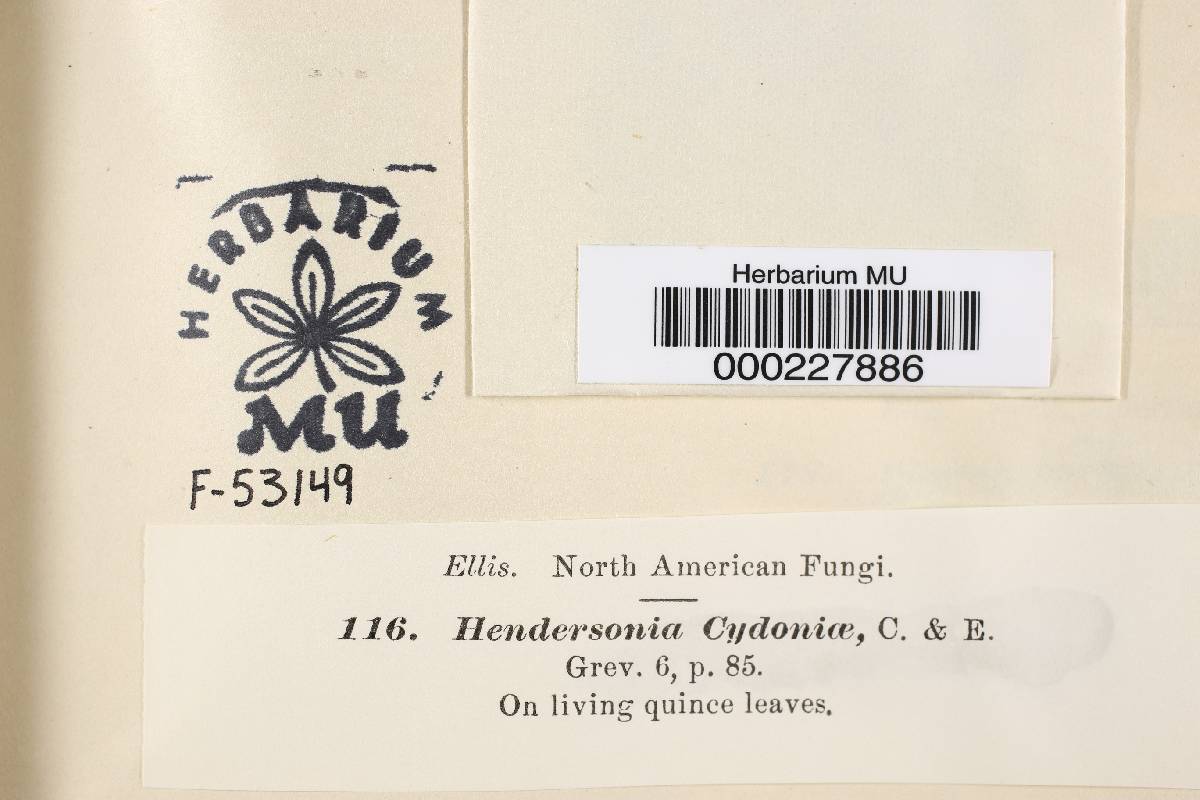 HERBARIUM
MU
F-53149
Herbarium MU
000227886
Ellis. North American Fungi.
116. Hendersonia Cydoniæ, C. & E.
Grev. 6, p. 85.
On living quince leaves.